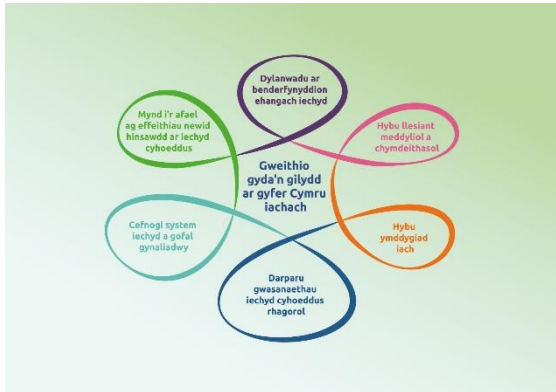 Dylanwadu ar
benderfynyddion
ehangach iechyd
Mynd i'r afael
ag effeithiau newid
hinsawdd ar iechyd
cyhoeddus
Hybu llesiant
meddyliol a
chymdeithasol
Gweithio
gyda'n gilydd
ar gyfer Cymru
iachach
Cefnogi system
iechyd a gofal
gynaliadwy
Hybu
ymddygiad
iach
Darparu
gwasanaethau
iechyd cyhoeddus
rhagorol